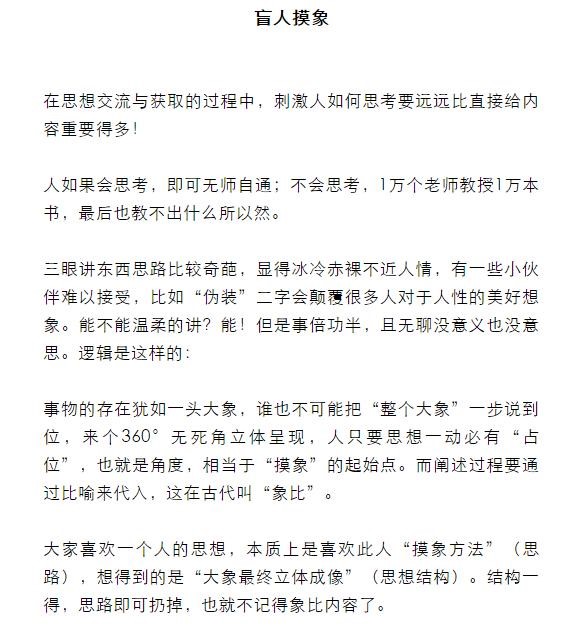 盲人摸象
在思想交流与获取的过程中，刺激人如何思考要远远比直接给内
容重要得多！
人如果会思考，即可无师自通；不会思考，1万个老师教授1万本
书，最后也教不出什么所以然。
三眼讲东西思路比较奇葩，显得冰冷赤裸不近人情，有一些小伙
伴难以接受，比如“伪装”二字会颠覆很多人对于人性的美好想
象。能不能温柔的讲？能！但是事倍功半，且无聊没意义也没意
思。逻辑是这样的：
事物的存在犹如一头大象，谁也不可能把“整个大象”一步说到
位，来个360°无死角立体呈现，人只要思想一动必有“占
位”，也就是角度，相当于“摸象”的起始点。而阐述过程要通
过比喻来代入，这在古代叫“象比”。
大家喜欢一个人的思想，本质上是喜欢此人“摸象方法”（思
路），想得到的是“大象最终立体成像”（思想结构）。结构一
得，思路即可扔掉，也就不记得象比内容了。